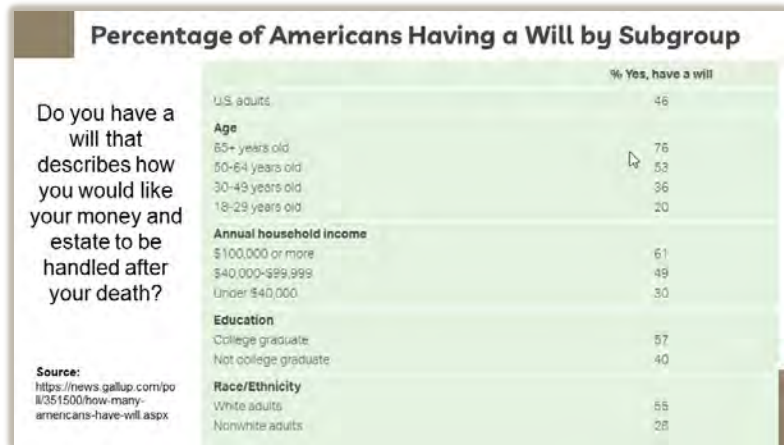 Percentage of Americans Having a Will by Subgroup
Do you have a
will that
describes how
you would like
your money and
estate to be
handled after
your death?
Source:
https://news.gallup.com/po
ll/351500/how-many-
americans-have-will.aspx
% Yes, have a will
U.S. adults 46
Age
65+ years old 76
50-64 years old 53
30-49 years old 36
18-29 years old 20
Annual household income
$100,000 or more 61
$40,000-$99,999 49
Under $40,000 30
Education
College graduate 57
Not college graduate 40
Race/Ethnicity
White adults 55
Nonwhite adults 28